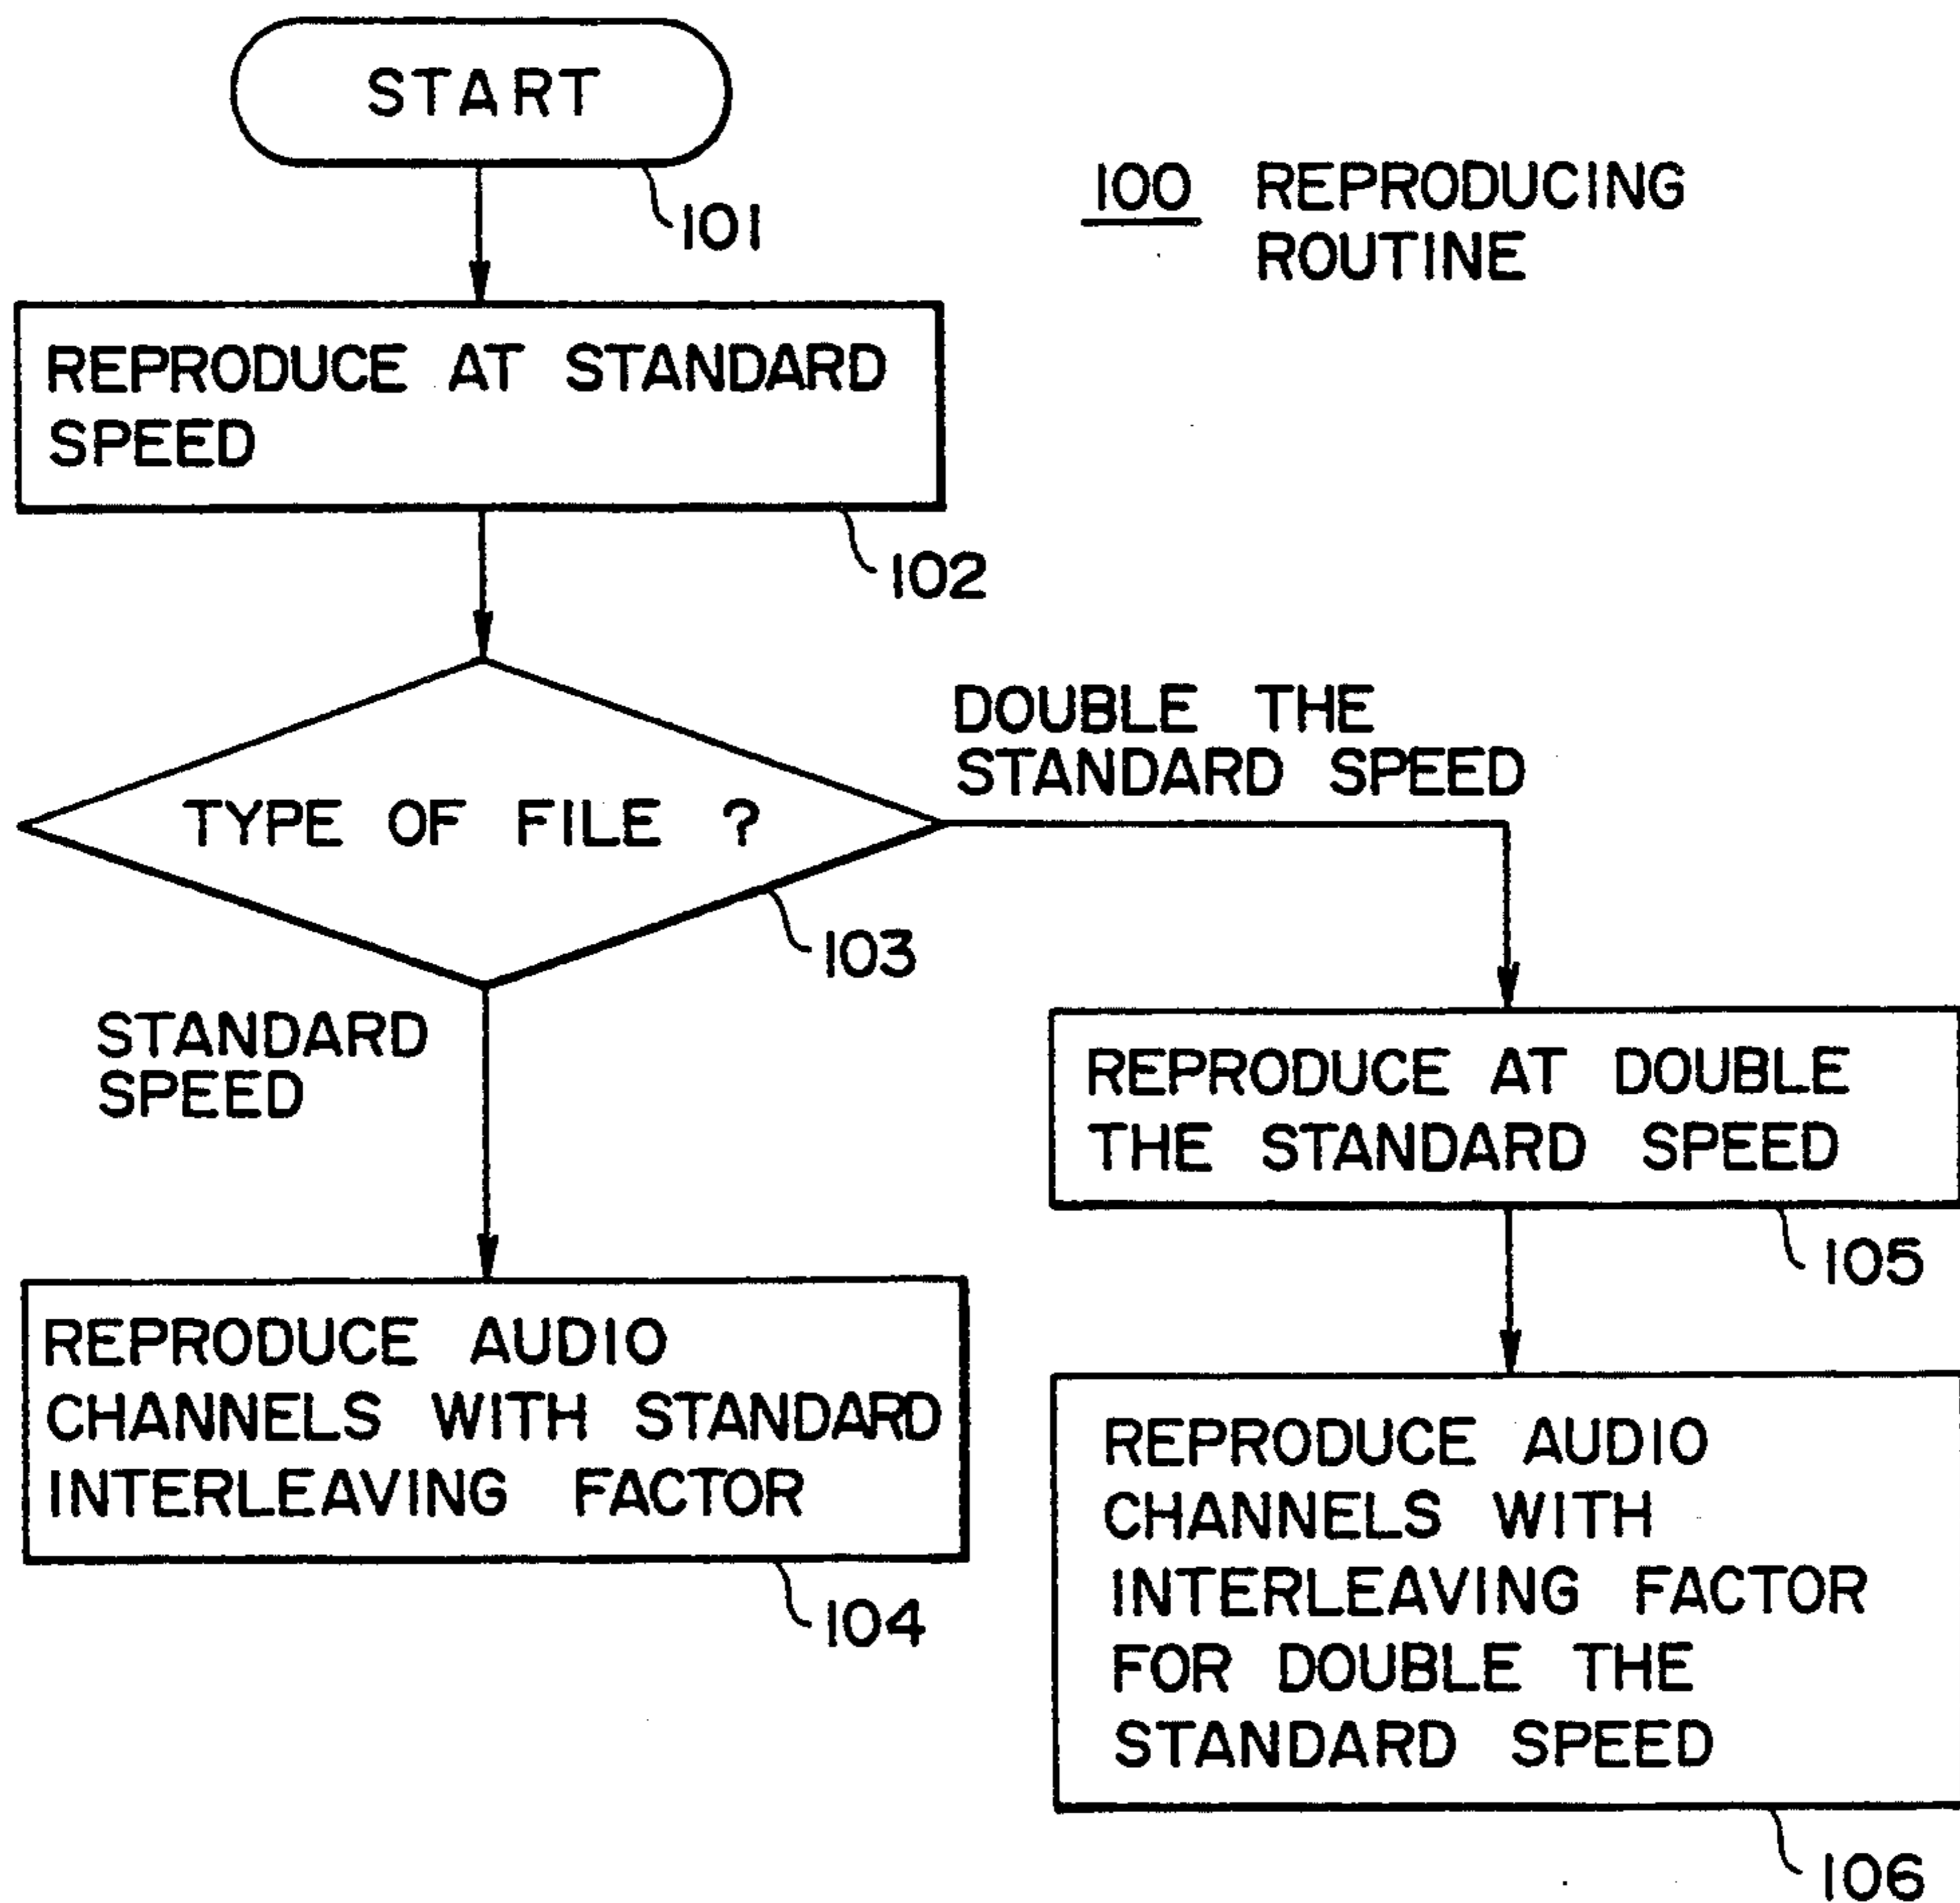 START
101
100 REPRODUCING
ROUTINE
REPRODUCE AT STANDARD
SPEED
102
TYPE OF FILE ?
103
DOUBLE THE
STANDARD SPEED
STANDARD
SPEED
REPRODUCE AUDIO
CHANNELS WITH STANDARD
INTERLEAVING FACTOR
104
REPRODUCE AT DOUBLE
THE STANDARD SPEED
105
REPRODUCE AUDIO
CHANNELS WITH
INTERLEAVING FACTOR
FOR DOUBLE THE
STANDARD SPEED
106